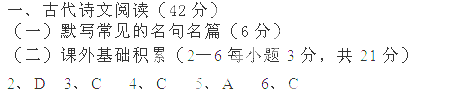 一、古代诗文阅读（42 分）
（一）默写常见的名句名篇（6 分）
（二）课外基础积累（2—6 每小题 3 分，共 21 分）
2、D 3、C 4、C 5、A 6、C